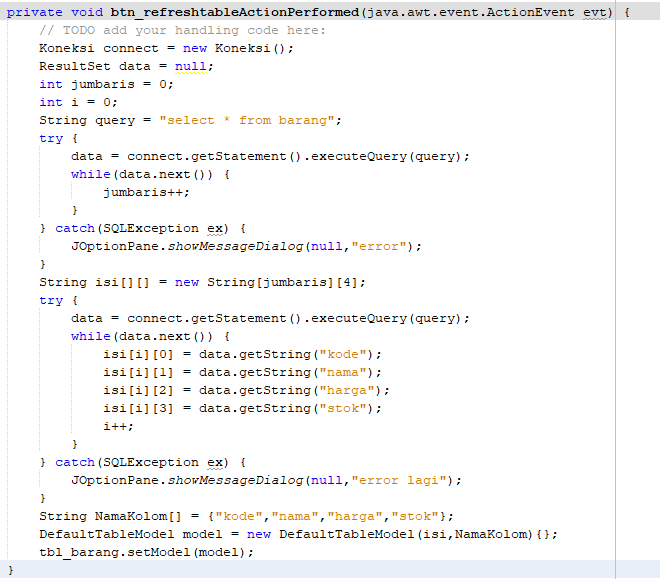 private void btn_refreshtableActionPerformed(java.awt.event.ActionEvent evt) {
// TODO add your handling code here:
Koneksi connect = new Koneksi();
ResultSet data = null;
int jumbaris = 0;
int i = 0;
String query = "select * from barang";
try {
data = connect.getStatement().executeQuery(query);
while(data.next()) {
jumbaris++;
}
} catch(SQLException ex) {
JOptionPane.showMessageDialog(null,"error");
}
String isi[][] = new String[jumbaris][4];
try {
data = connect.getStatement().executeQuery(query);
while(data.next()) {
isi[i][0] = data.getString("kode");
isi[i][1] = data.getString("nama");
isi[i][2] = data.getString("harga");
isi[i][3] = data.getString("stok");
i++;
}
} catch(SQLException ex) {
JOptionPane.showMessageDialog(null,"error lagi");
}
String NamaKolom[] = {"kode","nama","harga","stok"};
DefaultTableModel model = new DefaultTableModel(isi,NamaKolom){};
tbl_barang.setModel(model);
}